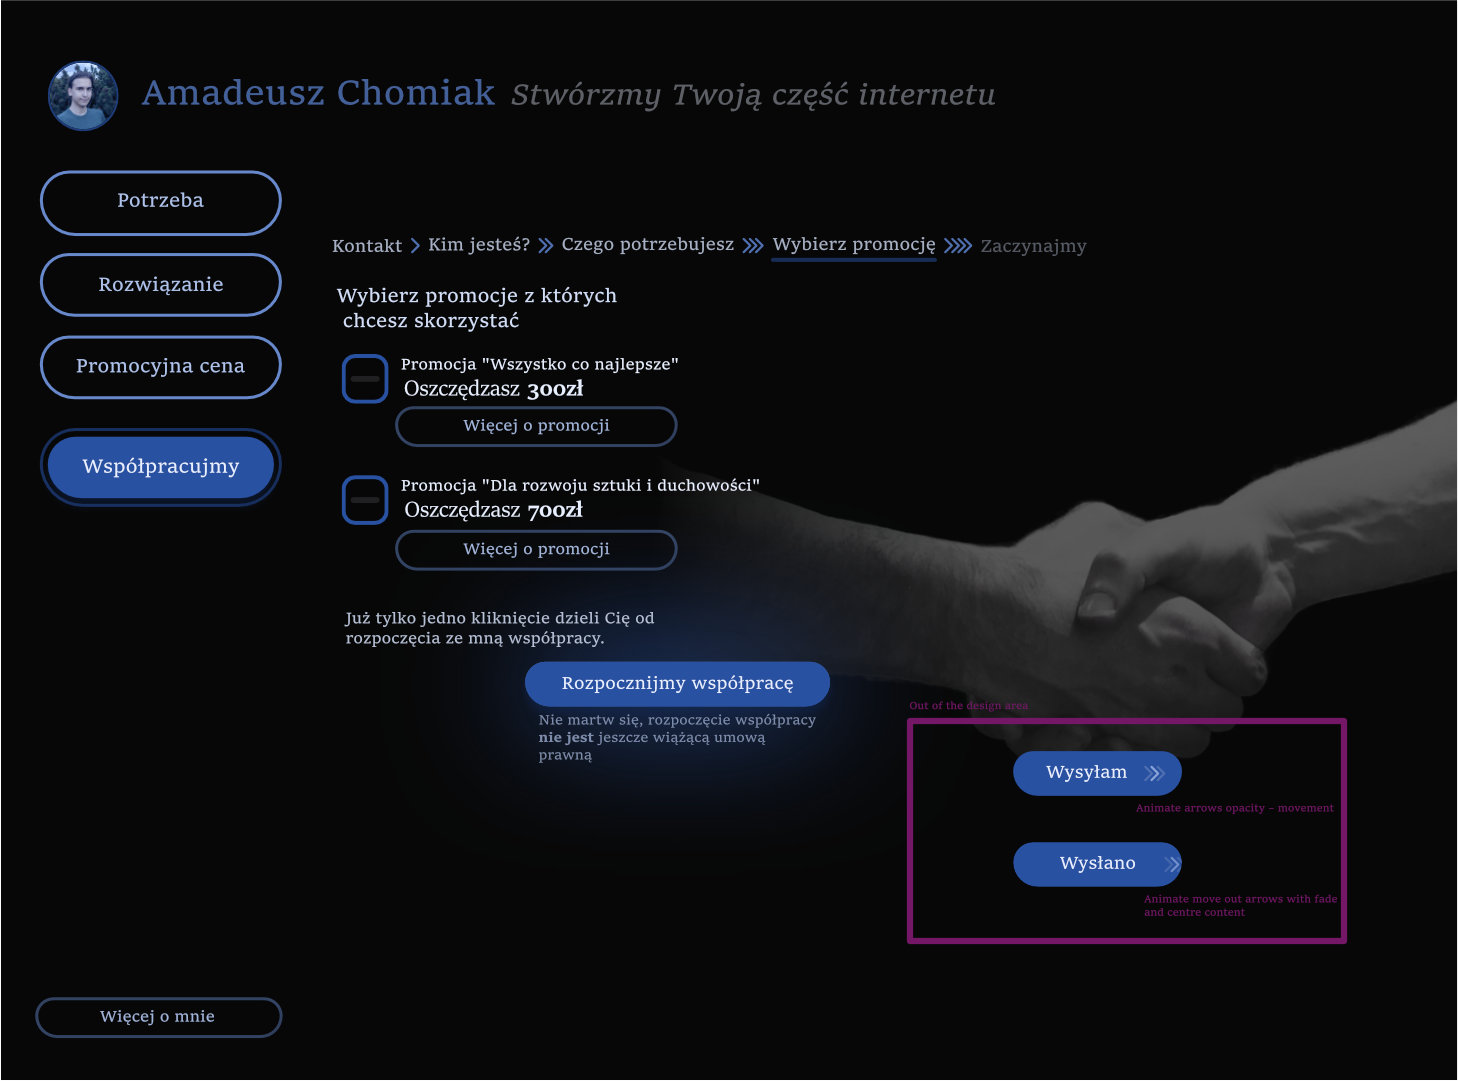 Amadeusz Chomiak Stwórzmy Twoją część internetu
Potrzeba
Rozwiązanie
Promocyjna cena
Współpracujmy
Kontakt Kim jesteś? Czego potrzebujesz Wybierz promocję Zaczynajmy
Wybierz promocje z których
chcesz skorzystać
Promocja "Wszystko co najlepsze"
Oszczędzasz 300zł
Więcej o promocji
Promocja "Dla rozwoju sztuki i duchowości"
Oszczędzasz 700zł
Więcej o promocji
Już tylko jedno kliknięcie dzieli Cię od
rozpoczęcia ze mną współpracy.
Rozpocznijmy współpracę
Nie martw się, rozpoczęcie współpracy
nie jest jeszcze wiążącą umową
prawną
Out of the design area
Wysyłam
Animate arrows opacity – movement
Wysłano
Animate move out arrows with fade
and centre content
Więcej o mnie